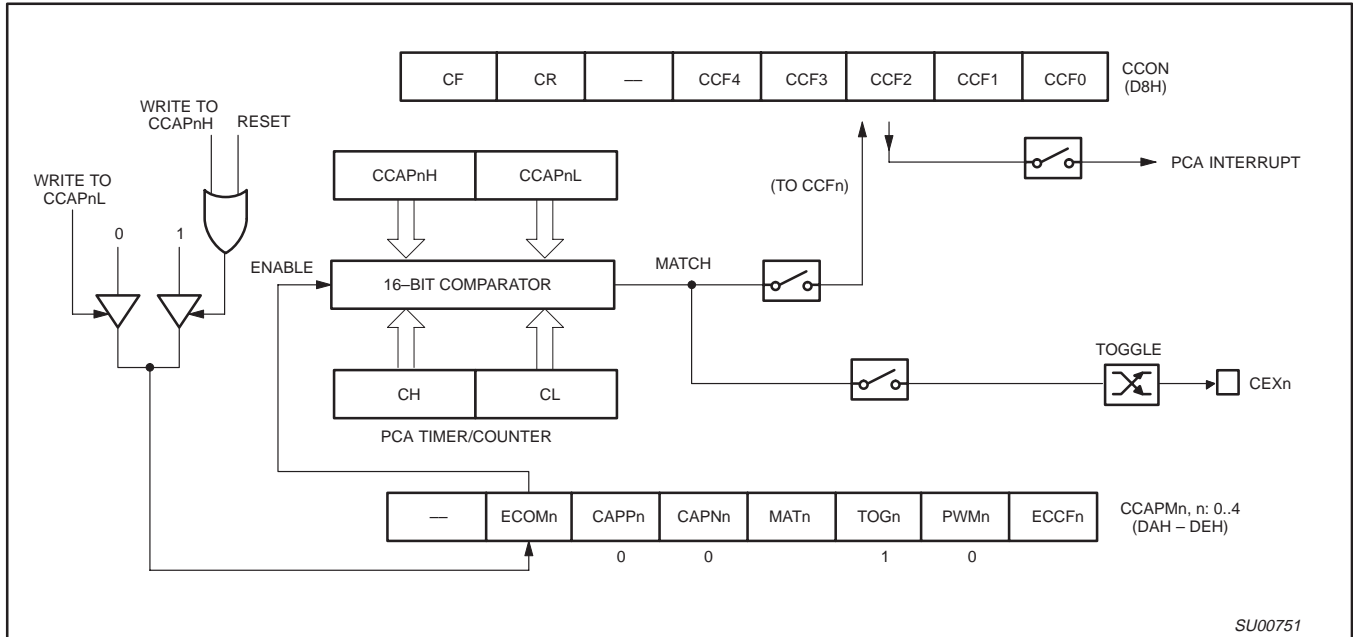 CF CR — CCF4 CCF3 CCF2 CCF1 CCF0
CCON
(D8H)
WRITE TO
CCAPnH
RESET
WRITE TO
CCAPnL
0
1
CCAPnH CCAPnL
(TO CCFn)
PCA INTERRUPT
ENABLE
16–BIT COMPARATOR
MATCH
TOGGLE
CH CL
CEXn
PCA TIMER/COUNTER
— ECOMn CAPPn CAPNn MATn TOGn PWMn ECCFn
CCAPMn, n: 0..4
(DAH – DEH)
0 0 1 0
SU00751